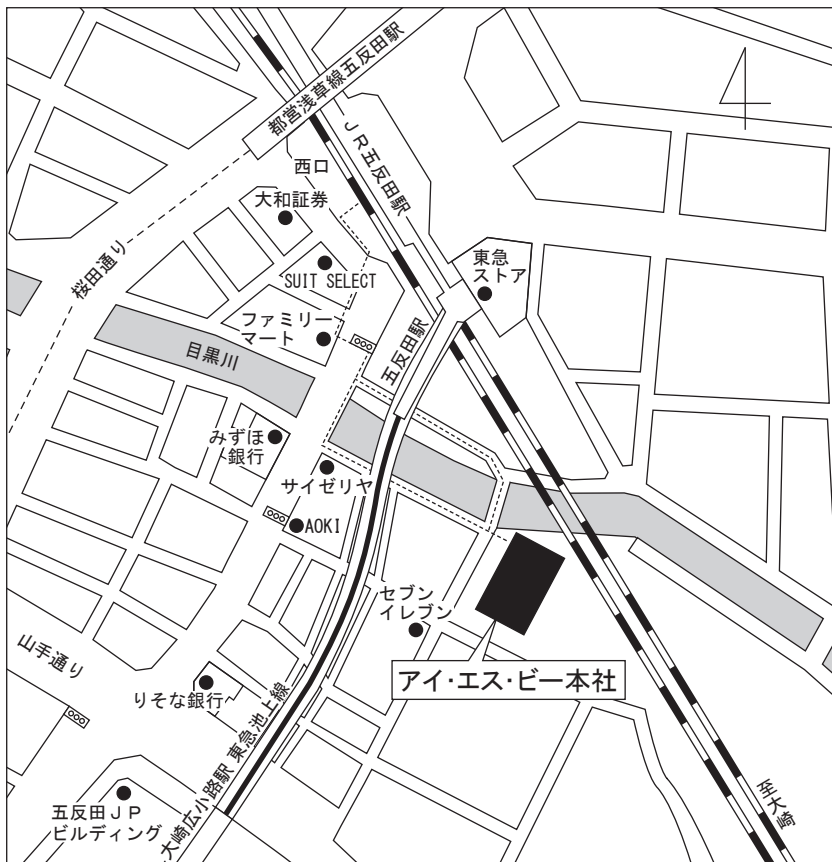 都営浅草線五反田駅
JR五反田駅
西口
大和証券
桜田通り
SUIT SELECT
東急
ストア
ファミリー
マート
五反田駅
目黒川
みずほ
銀行
サイゼリヤ
AOKI
セブン
イレブン
山手通り
アイ・エス・ビー本社
りそな銀行
東急池上線
大崎広小路駅
至大崎
五反田JP
ビルディング